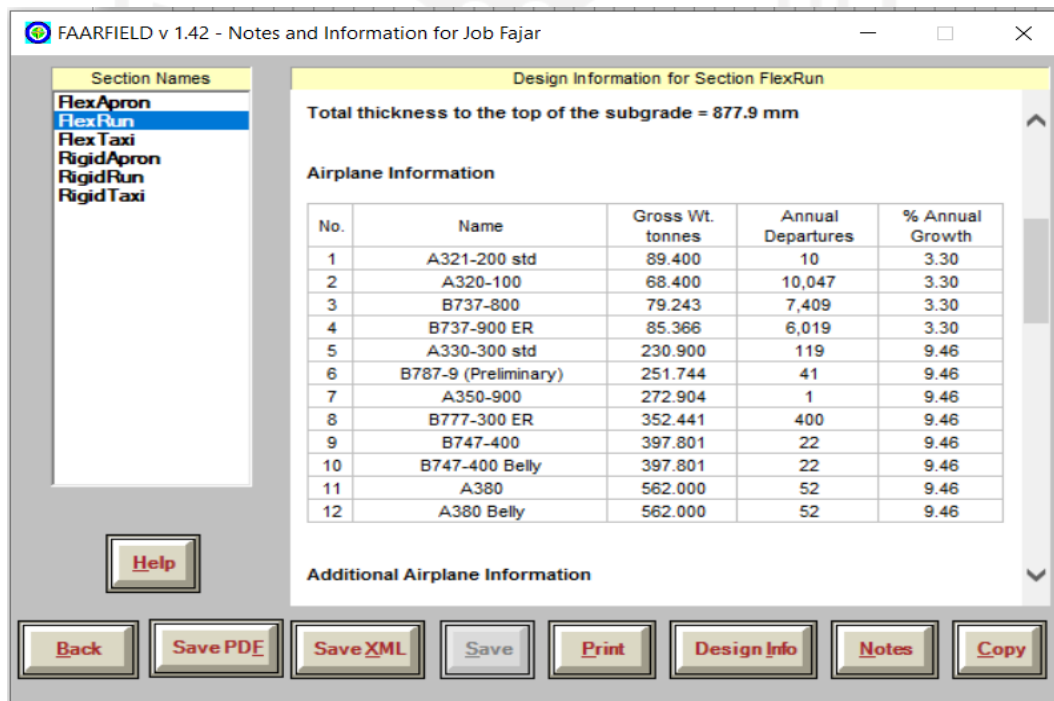 FAARFIELD v 1.42 - Notes and Information for Job Fajar
Section Names
FlexApron
FlexRun
FlexTaxi
RigidApron
RigidRun
RigidTaxi
Design Information for Section FlexRun
Total thickness to the top of the subgrade = 877.9 mm
Airplane Information
No. Name Gross Wt. tonnes Annual Departures % Annual Growth
1 A321-200 std 89.400 10 3.30
2 A320-100 68.400 10,047 3.30
3 B737-800 79.243 7,409 3.30
4 B737-900 ER 85.366 6,019 3.30
5 A330-300 std 230.900 119 9.46
6 B787-9 (Preliminary) 251.744 41 9.46
7 A350-900 272.904 1 9.46
8 B777-300 ER 352.441 400 9.46
9 B747-400 397.801 22 9.46
10 B747-400 Belly 397.801 22 9.46
11 A380 562.000 52 9.46
12 A380 Belly 562.000 52 9.46
Additional Airplane Information
Help
Back Save PDF Save XML Save Print Design Info Notes Copy